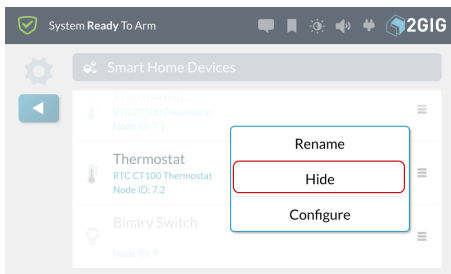 System Ready To Arm
2GIG
Smart Home Devices
RTC CT100 Thermostat
Node ID: 7.1
Thermostat
RTC CT100 Thermostat
Node ID: 7.2
Binary Switch
Node ID: 9
Rename
Hide
Configure